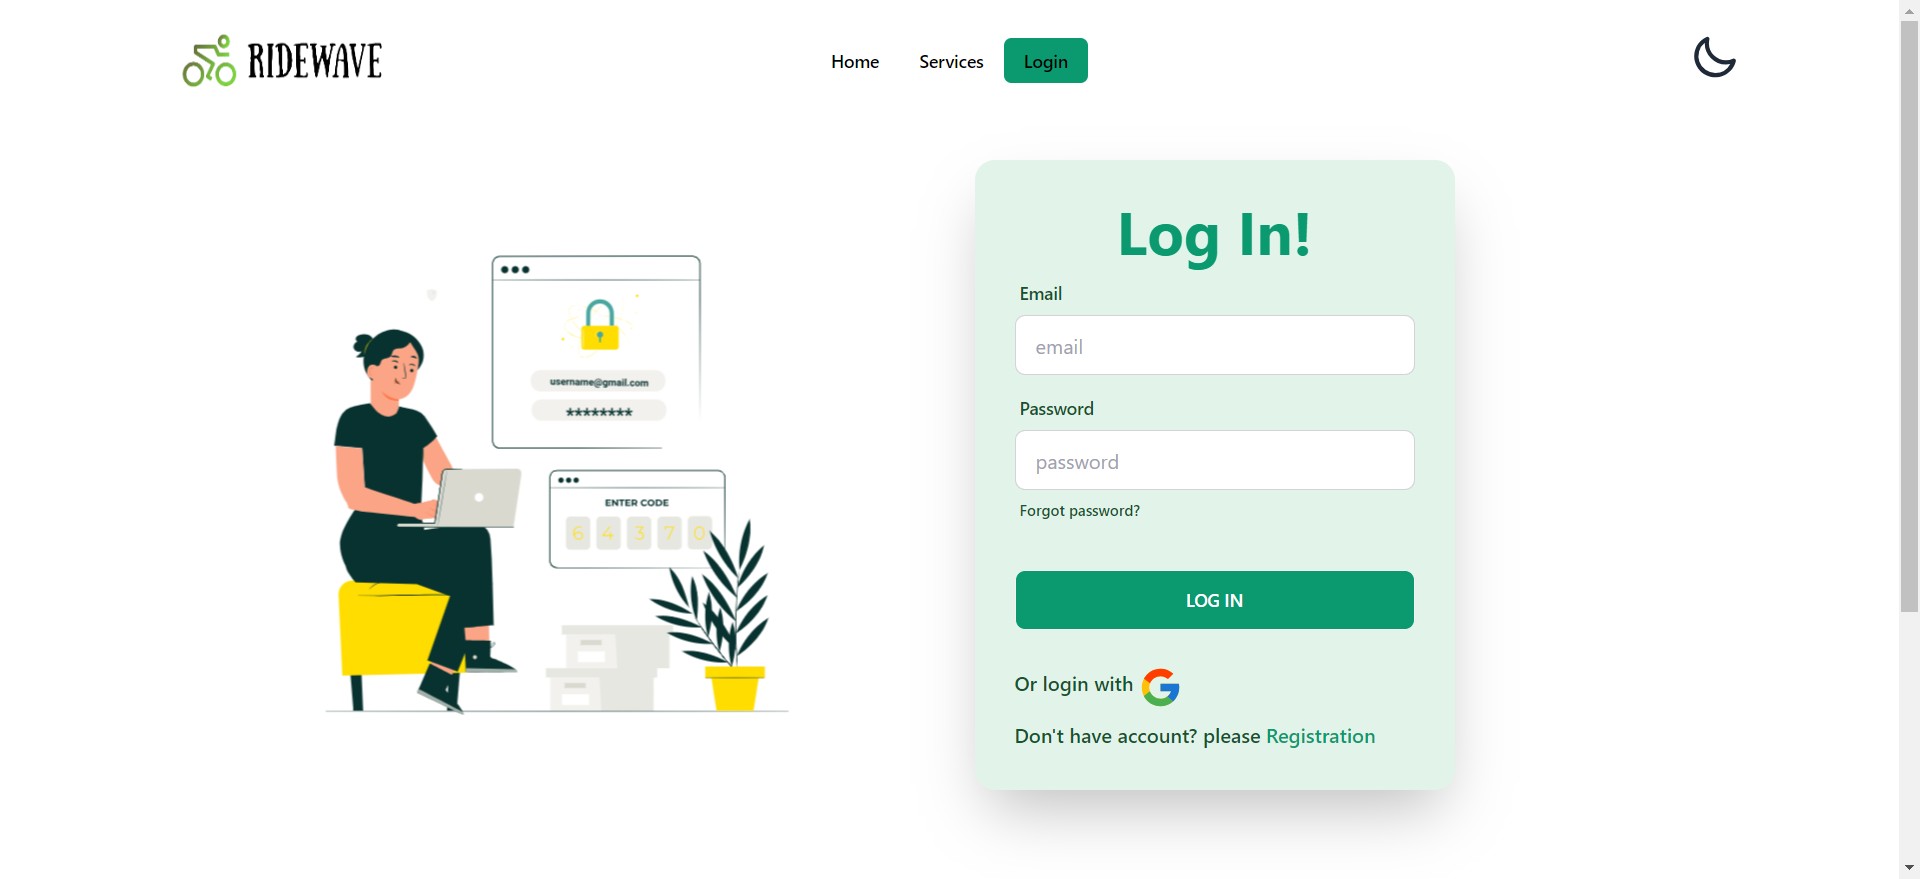 RIDEWAVE
Home
Services
Login
username@gmail.com
********
ENTER CODE
6 4 3 7 0
Log In!
Email
email
Password
password
Forgot password?
LOG IN
Or login with
Don't have account? please Registration